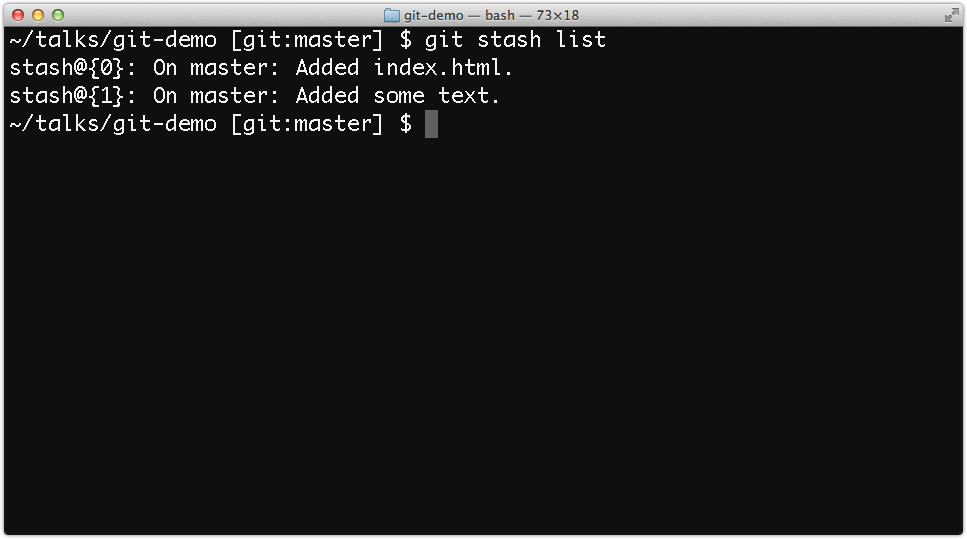 git-demo — bash — 73×18
~/talks/git-demo [git:master] $ git stash list
stash@{0}: On master: Added index.html.
stash@{1}: On master: Added some text.
~/talks/git-demo [git:master] $